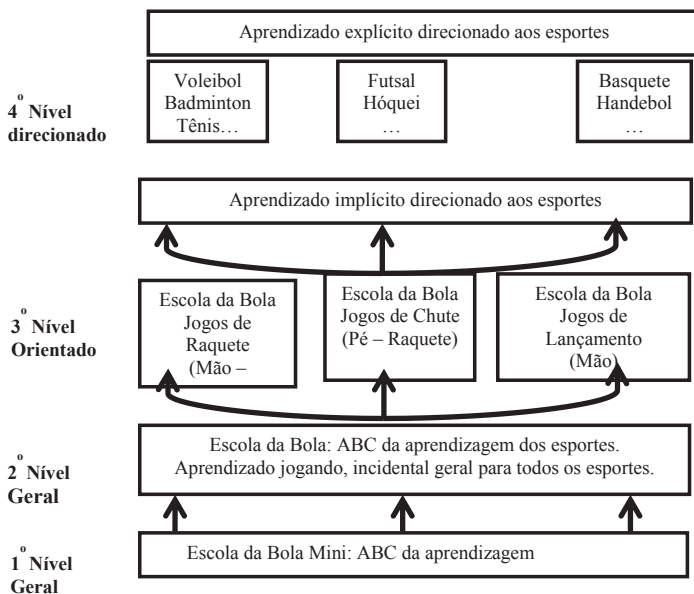 Aprendizado explícito direcionado aos esportes
4º Nível
direcionado
Voleibol
Badminton
Tênis…
Futsal
Hóquei
…
Basquete
Handebol
…
Aprendizado implícito direcionado aos esportes
3º Nível
Orientado
Escola da Bola
Jogos de
Raquete
(Mão –
Escola da Bola
Jogos de Chute
(Pé – Raquete)
Escola da Bola
Jogos de
Lançamento
(Mão)
2º Nível
Geral
Escola da Bola: ABC da aprendizagem dos esportes.
Aprendizado jogando, incidental geral para todos os esportes.
1º Nível
Geral
Escola da Bola Mini: ABC da aprendizagem